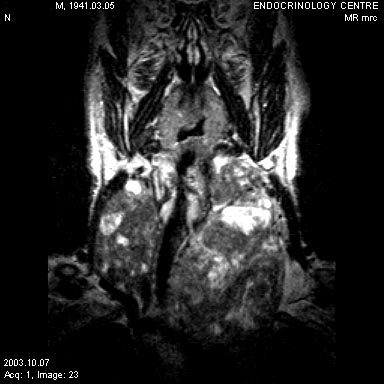 M, 1941.03.05
ENDOCRINOLOGY CENTRE
N
MR mrc
2003.10.07
Acq: 1, Image: 23